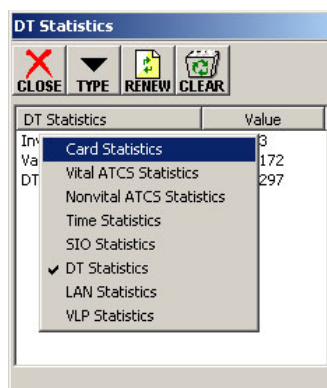 DT Statistics
CLOSE TYPE RENEW CLEAR
DT Statistics Value
Card Statistics
Vital ATCS Statistics
Nonvital ATCS Statistics
Time Statistics
SIO Statistics
DT Statistics
LAN Statistics
VLP Statistics
172
DT 297